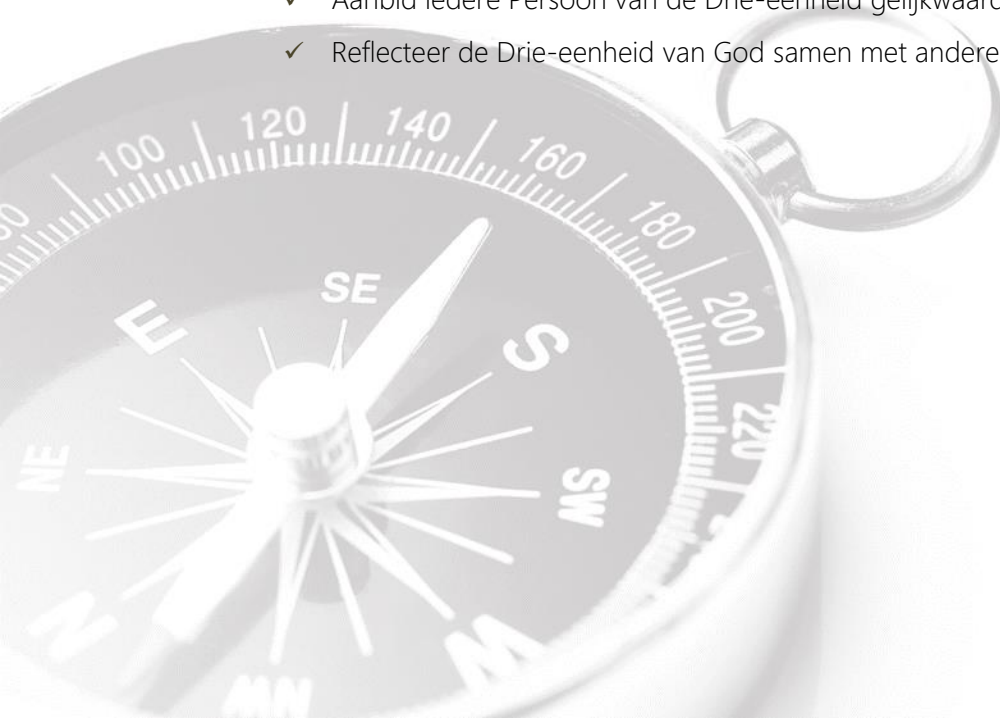 ✓ Aanbid iedere Persoon van de Drie-eenheid
✓ Reflecteer de Drie-eenheid van God samen met andere
100 120 140 160 180 200 220
SE
E S
NE SW
N W
NW